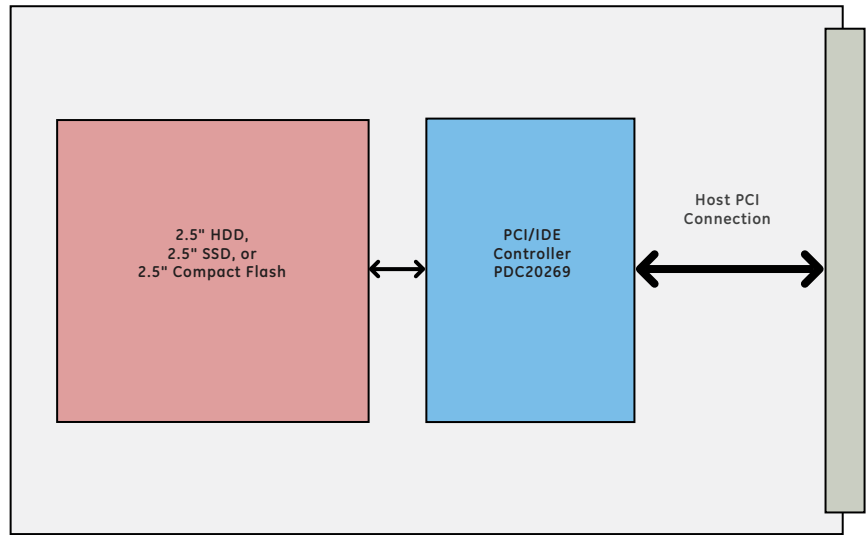 2.5" HDD,
2.5" SSD, or
2.5" Compact Flash
PCI/IDE
Controller
PDC20269
Host PCI
Connection